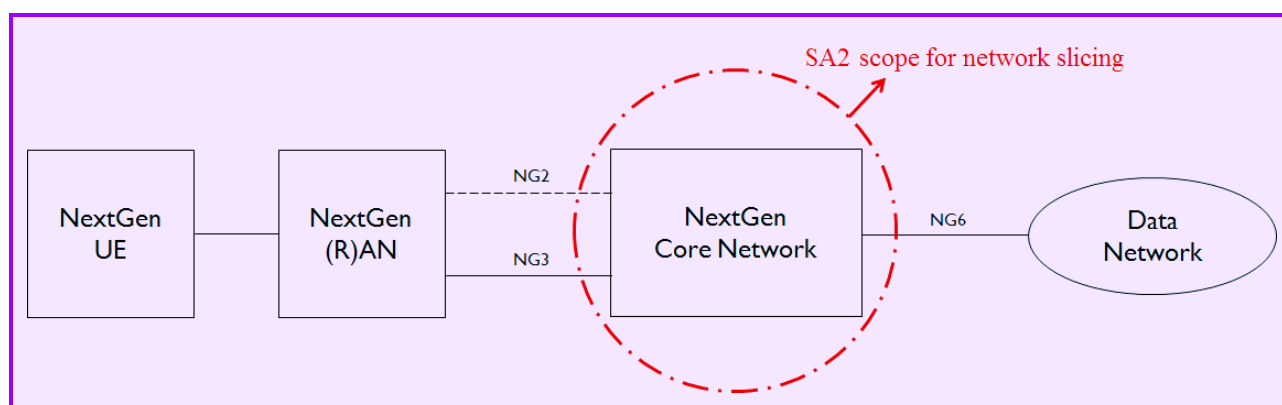 SA2 scope for network slicing
NextGen
UE
NextGen
(R)AN
NG2
NG3
NextGen
Core Network
NG6
Data
Network